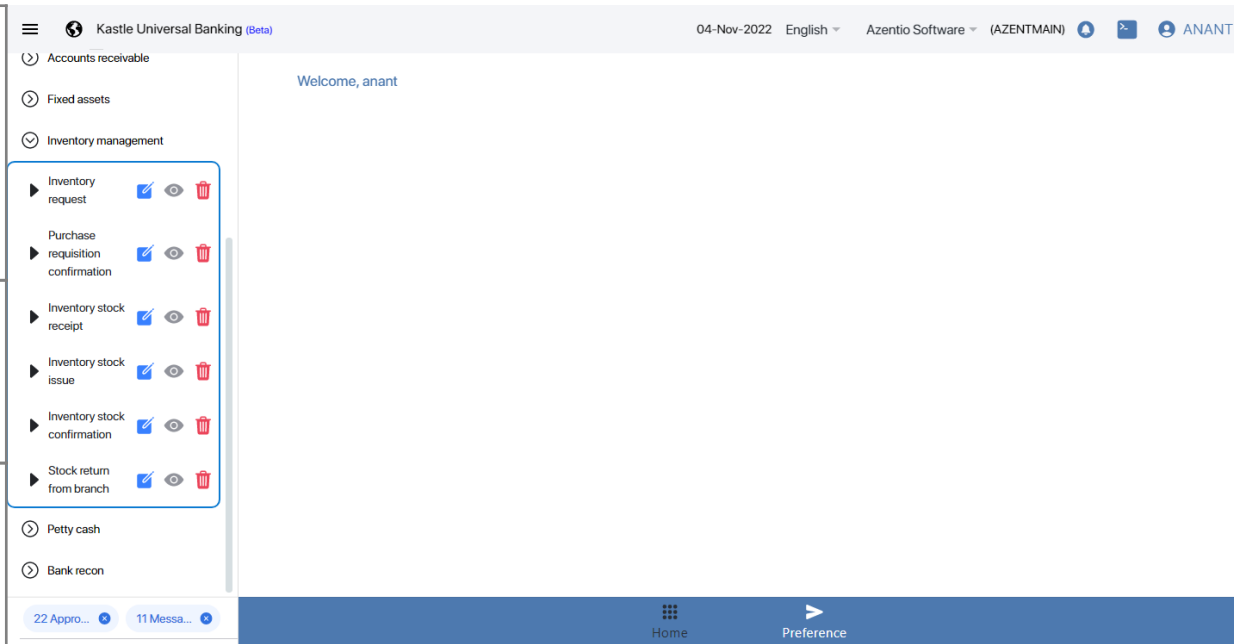 Kastle Universal Banking (Beta)
04-Nov-2022 English Azentio Software (AZENTMAIN) ANANT
Accounts receivable
Welcome, anant
Fixed assets
Inventory management
Inventory
request
Purchase
requisition
confirmation
Inventory stock
receipt
Inventory stock
issue
Inventory stock
confirmation
Stock return
from branch
Petty cash
Bank recon
22 Appro... 11 Messa...
Home Preference